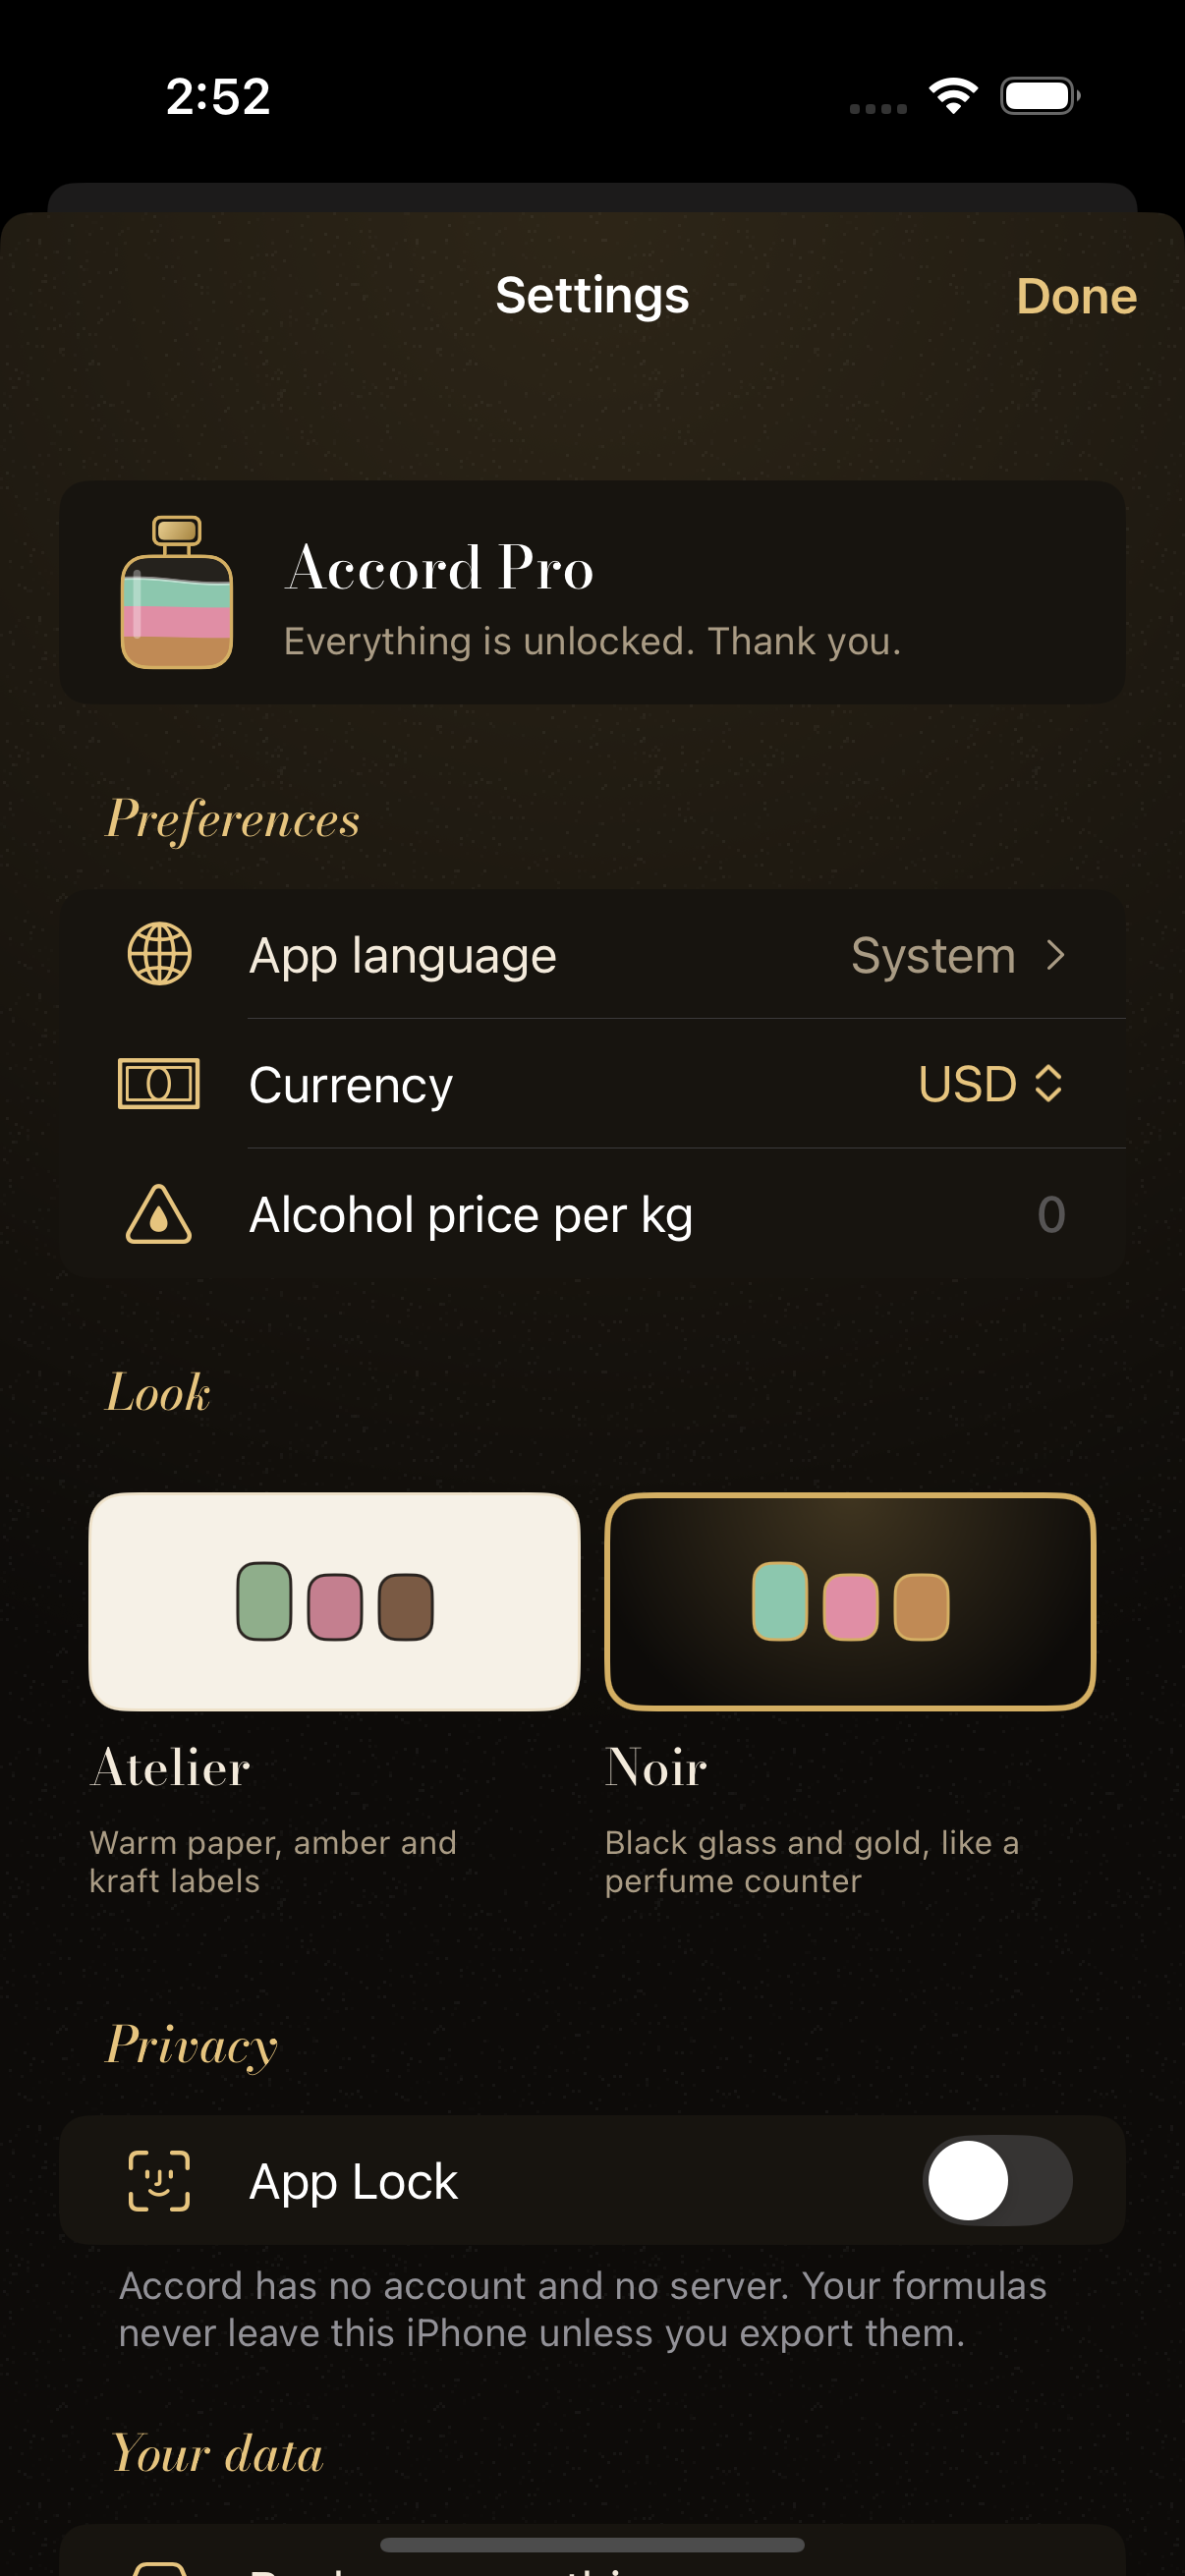 2:52
Settings
Done
Accord Pro
Everything is unlocked. Thank you.
Preferences
App language
System
Currency
USD
Alcohol price per kg
0
Look
Atelier
Warm paper, amber and
kraft labels
Noir
Black glass and gold, like a
perfume counter
Privacy
App Lock
Accord has no account and no server. Your formulas
never leave this iPhone unless you export them.
Your data